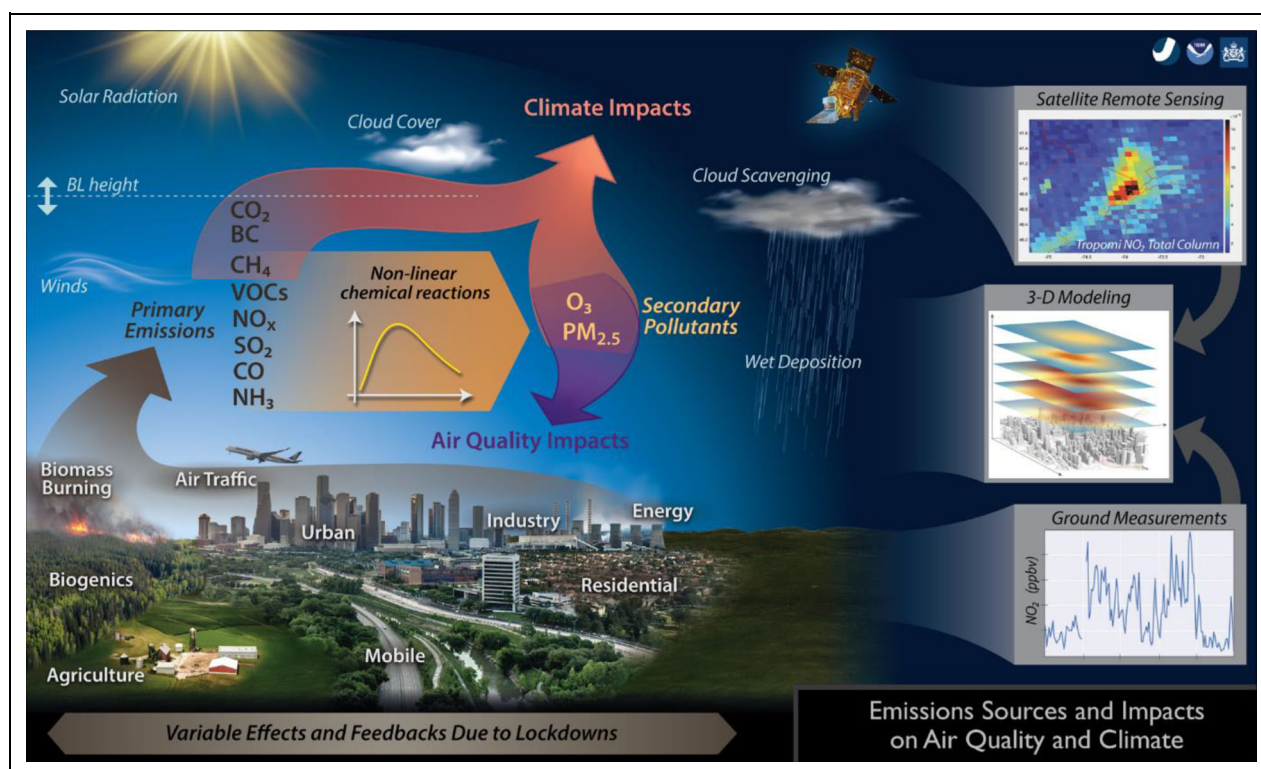 Solar Radiation
Cloud Cover
Climate Impacts
BL height
CO₂
BC
CH₄
VOCs
NOₓ
SO₂
CO
NH₃
Winds
Primary
Emissions
Non-linear
chemical reactions
O₃
PM₂.₅
Secondary
Pollutants
Air Quality Impacts
Cloud Scavenging
Wet Deposition
Biomass
Burning
Air Traffic
Urban
Industry
Energy
Biogenics
Residential
Agriculture
Mobile
Satellite Remote Sensing
Tropomi NO₂ Total Column
3-D Modeling
Ground Measurements
NO₂ (ppbv)
Variable Effects and Feedbacks Due to Lockdowns
Emissions Sources and Impacts
on Air Quality and Climate